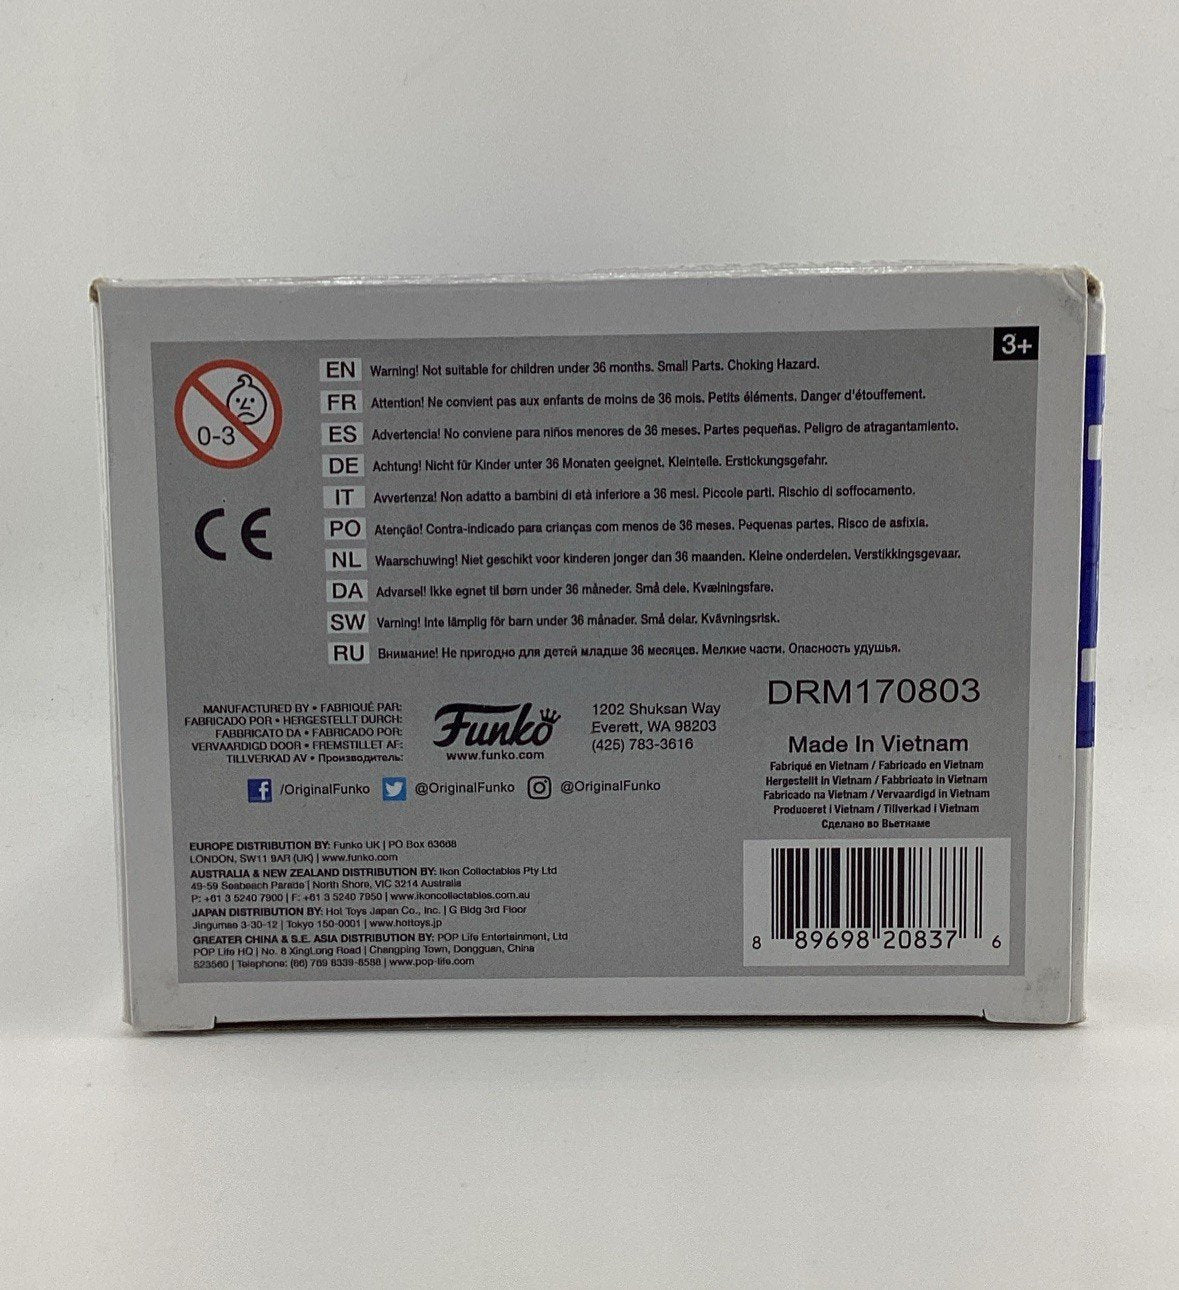 3+
0-3
EN Warning! Not suitable for children under 36 months. Small Parts. Choking Hazard.
FR Attention! Ne convient pas aux enfants de moins de 36 mois. Petits éléments. Danger d'étouffement.
ES Advertencia! No conviene para niños menores de 36 meses. Partes pequeñas. Peligro de atragantamiento.
DE Achtung! Nicht für Kinder unter 36 Monaten geeignet. Kleinteile. Erstickungsgefahr.
IT Avvertenza! Non adatto a bambini di età inferiore a 36 mesi. Piccole parti. Rischio di soffocamento.
PO Atenção! Contra-indicado para crianças com menos de 36 meses. Pequenas partes. Risco de asfixia.
NL Waarschuwing! Niet geschikt voor kinderen jonger dan 36 maanden. Kleine onderdelen. Verstikkingsgevaar.
DA Advarsel! Ikke egnet til børn under 36 måneder. Små dele. Kvælningsfare.
SW Varning! Inte lämplig för barn under 36 månader. Små delar. Kvävningsrisk.
RU Внимание! Не пригодно для детей младше 36 месяцев. Мелкие части. Опасность удушья.
CE
MANUFACTURED BY • FABRIQUÉ PAR:
FABRICADO POR • HERGESTELLT DURCH:
FABBRICATO DA • FABRICADO POR:
VERVAARDIGD DOOR • FREMSTILLET AF:
TILLVERKAD AV • Производитель:
Funko
www.funko.com
1202 Shuksan Way
Everett, WA 98203
(425) 783-3616
/OriginalFunko @OriginalFunko @OriginalFunko
DRM170803
Made In Vietnam
Fabriqué en Vietnam / Fabricado en Vietnam
Hergestellt in Vietnam / Fabbricato in Vietnam
Fabricado na Vietnam / Vervaardigd in Vietnam
Produceret i Vietnam / Tillverkad i Vietnam
Сделано во Вьетнаме
EUROPE DISTRIBUTION BY: Funko UK | PO Box 63668
LONDON, SW11 9AR (UK) | www.funko.com
AUSTRALIA & NEW ZEALAND DISTRIBUTION BY: Ikon Collectables Pty Ltd
49-59 Seabeach Parade | North Shore, VIC 3214 Australia
P: +61 3 5240 7900 | F: +61 3 5240 7950 | www.ikoncollectables.com.au
JAPAN DISTRIBUTION BY: Hot Toys Japan Co., Inc. | G Bldg 3rd Floor
Jingumae 3-30-12 | Tokyo 150-0001 | www.hottoys.jp
GREATER CHINA & S.E. ASIA DISTRIBUTION BY: POP Life Entertainment, Ltd
POP Life HQ | No. 8 XingLong Road | Changping Town, Dongguan, China
523560 | Telephone: (86) 769 8339-8588 | www.pop-life.com
8 89698 20837 6